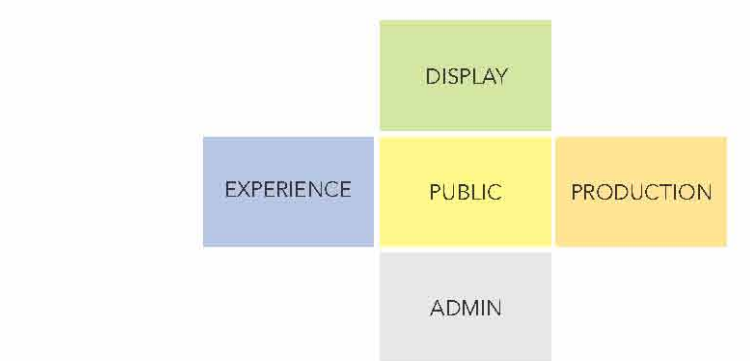 DISPLAY
EXPERIENCE
PUBLIC
PRODUCTION
ADMIN